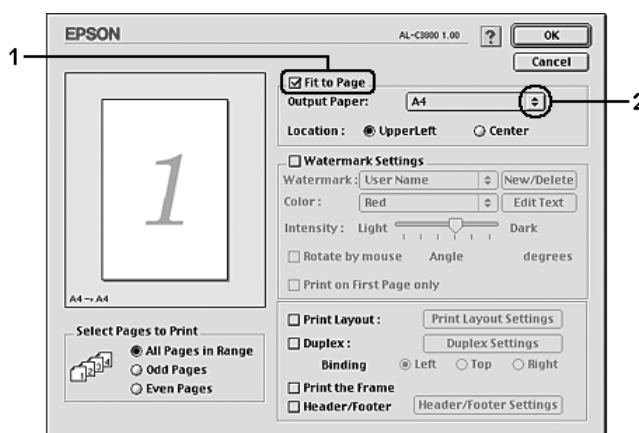 EPSON
AL-C3800 1.00
?
OK
Cancel
1
Fit to Page
Output Paper: A4
2
Location: UpperLeft Center
1
A4→A4
Watermark Settings
Watermark: User Name New/Delete
Color: Red Edit Text
Intensity: Light Dark
Rotate by mouse Angle degrees
Print on First Page only
Select Pages to Print
1 2 3 4
All Pages in Range
Odd Pages
Even Pages
Print Layout: Print Layout Settings
Duplex: Duplex Settings
Binding Left Top Right
Print the Frame
Header/Footer Header/Footer Settings